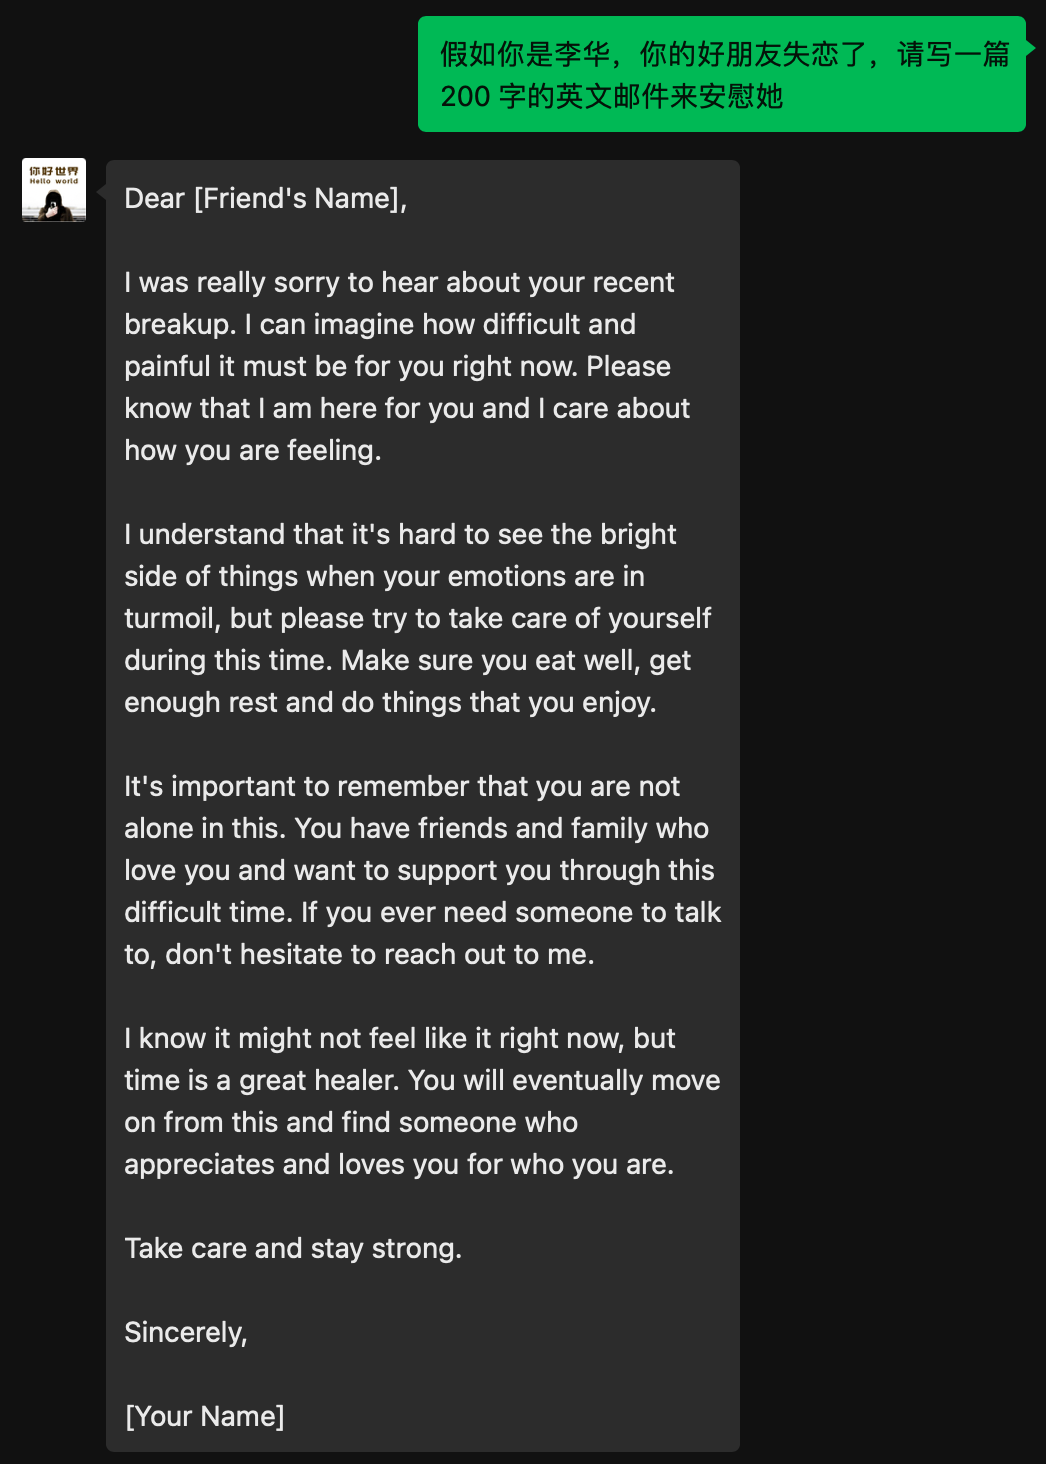 假如你是李华，你的好朋友失恋了，请写一篇
200 字的英文邮件来安慰她
你好世界
Hello world
Dear [Friend's Name],
I was really sorry to hear about your recent
breakup. I can imagine how difficult and
painful it must be for you right now. Please
know that I am here for you and I care about
how you are feeling.
I understand that it's hard to see the bright
side of things when your emotions are in
turmoil, but please try to take care of yourself
during this time. Make sure you eat well, get
enough rest and do things that you enjoy.
It's important to remember that you are not
alone in this. You have friends and family who
love you and want to support you through this
difficult time. If you ever need someone to talk
to, don't hesitate to reach out to me.
I know it might not feel like it right now, but
time is a great healer. You will eventually move
on from this and find someone who
appreciates and loves you for who you are.
Take care and stay strong.
Sincerely,
[Your Name]